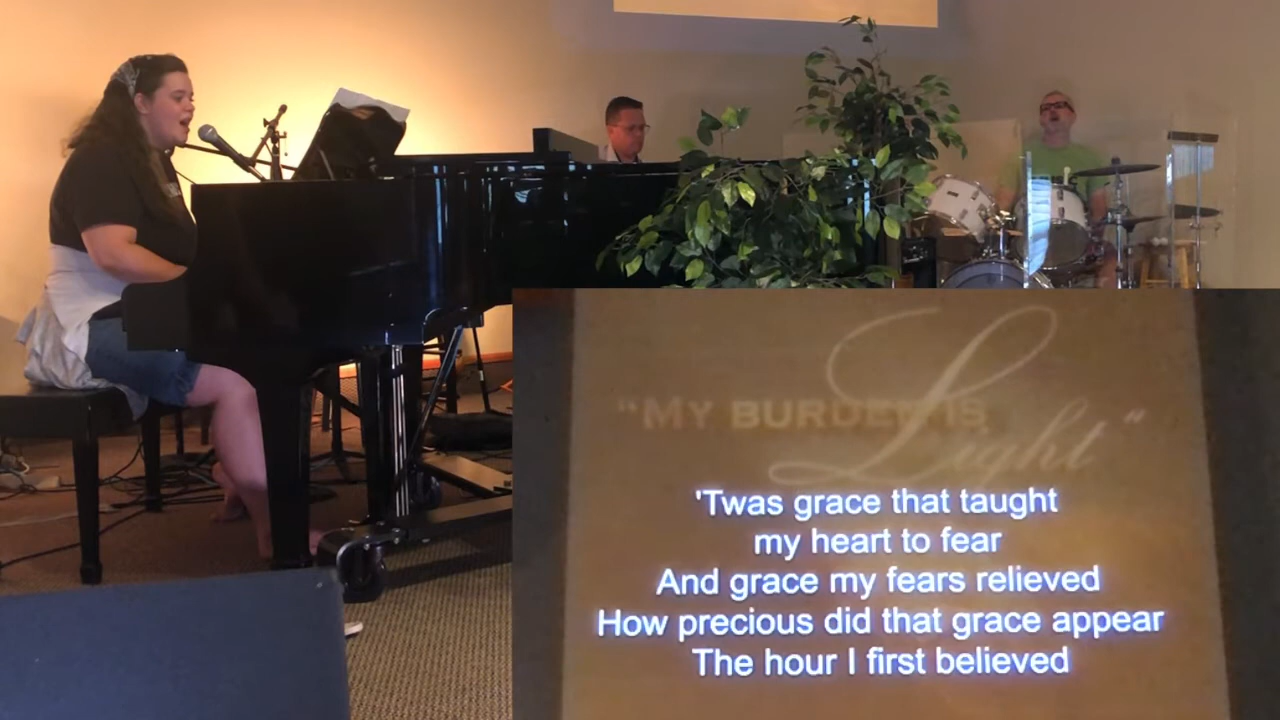 "MY BURDEN IS
Light"
'Twas grace that taught
my heart to fear
And grace my fears relieved
How precious did that grace appear
The hour I first believed